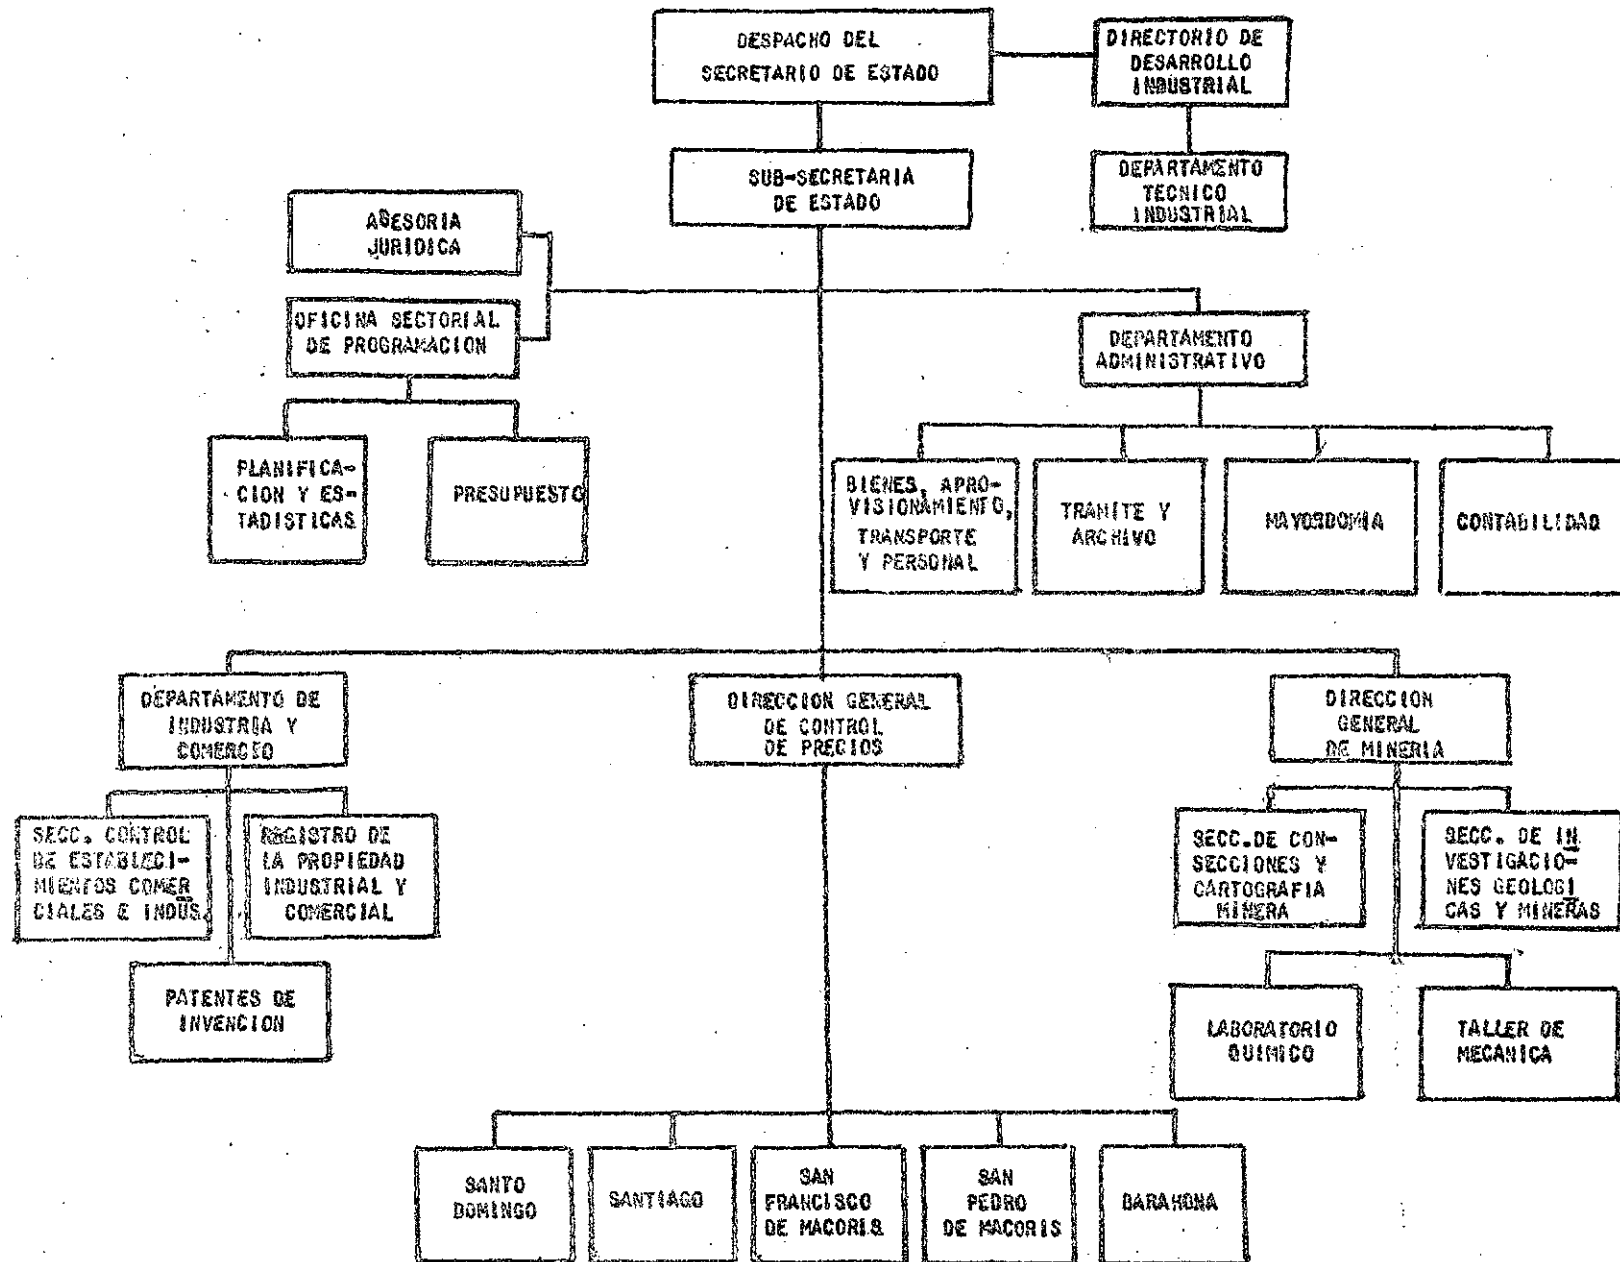 DESPACHO DEL
SECRETARIO DE ESTADO
DIRECTORIO DE
DESARROLLO
INDUSTRIAL
SUB-SECRETARIA
DE ESTADO
DEPARTAMENTO
TECNICO
INDUSTRIAL
ASESORIA
JURIDICA
OFICINA SECTORIAL
DE PROGRAMACION
DEPARTAMENTO
ADMINISTRATIVO
PLANIFICA-
CION Y ES-
TADISTICAS
PRESUPUESTO
BIENES, APRO-
VISIONAMIENTO,
TRANSPORTE
Y PERSONAL
TRAMITE Y
ARCHIVO
MAYORDOMIA
CONTABILIDAD
DEPARTAMENTO DE
INDUSTRIA Y
COMERCIO
DIRECCION GENERAL
DE CONTROL
DE PRECIOS
DIRECCION
GENERAL
DE MINERIA
SECC. CONTROL
DE ESTABLECI-
MIENTOS COMER
CIALES E INDUS.
REGISTRO DE
LA PROPIEDAD
INDUSTRIAL Y
COMERCIAL
SECC.DE CON-
SECCIONES Y
CARTOGRAFIA
MINERA
SECC. DE IN
VESTIGACIO-
NES GEOLOGI
CAS Y MINERAS
PATENTES DE
INVENCION
LABORATORIO
QUIMICO
TALLER DE
MECANICA
SANTO
DOMINGO
SANTIAGO
SAN
FRANCISCO
DE MACORIS
SAN
PEDRO
DE MACORIS
BARAHONA